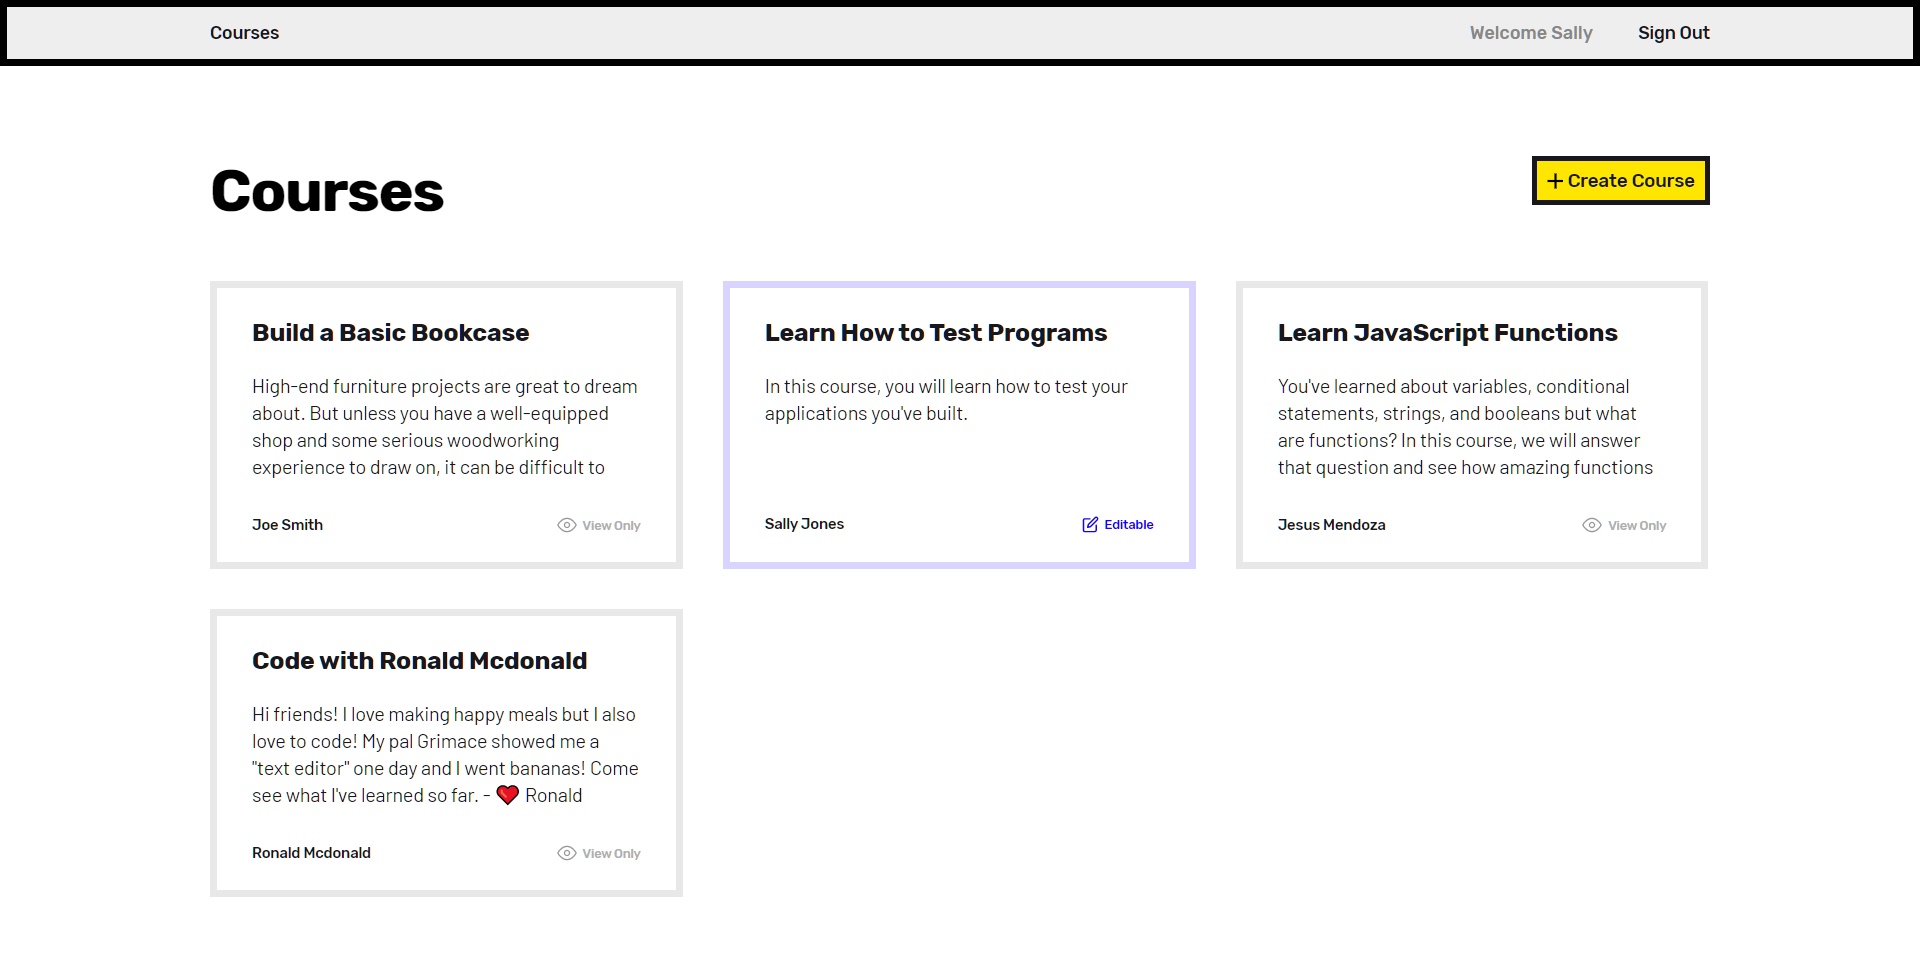 Courses
Welcome Sally
Sign Out
Courses
Create Course
Build a Basic Bookcase
High-end furniture projects are great to dream
about. But unless you have a well-equipped
shop and some serious woodworking
experience to draw on, it can be difficult to
Joe Smith
View Only
Learn How to Test Programs
In this course, you will learn how to test your
applications you've built.
Sally Jones
Editable
Learn JavaScript Functions
You've learned about variables, conditional
statements, strings, and booleans but what
are functions? In this course, we will answer
that question and see how amazing functions
Jesus Mendoza
View Only
Code with Ronald Mcdonald
Hi friends! I love making happy meals but I also
love to code! My pal Grimace showed me a
"text editor" one day and I went bananas! Come
see what I've learned so far. - ❤️ Ronald
Ronald Mcdonald
View Only